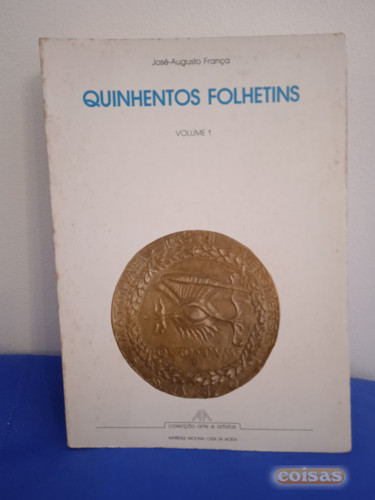 José-Augusto França
QUINHENTOS FOLHETINS
VOLUME 1
colecção arte e artistas
IMPRENSA NACIONAL-CASA DA MOEDA
coisas